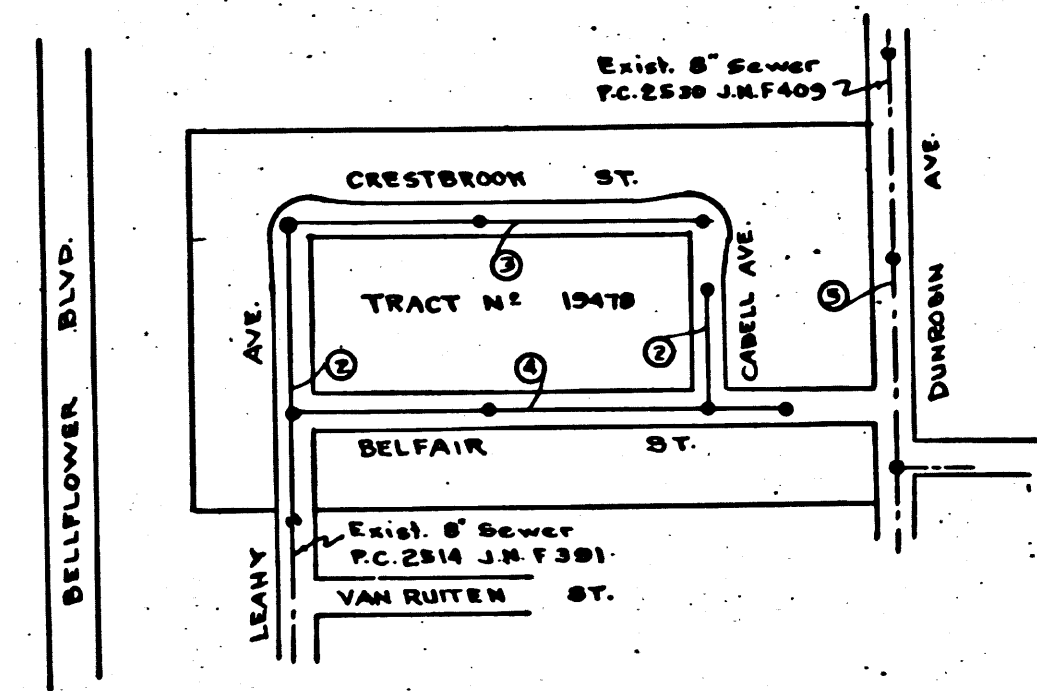 Exist. 8" Sewer
P.C. 2530 J.N. F409
CRESTBROOK ST.
3
TRACT Nº 19478
AVE.
2
4
2
CABELL AVE.
5
DUNROBIN AVE.
BELLFLOWER BLVD.
BELFAIR ST.
Exist. 8" Sewer
P.C. 2514 J.N. F391
LEAHY
VAN RUITEN ST.